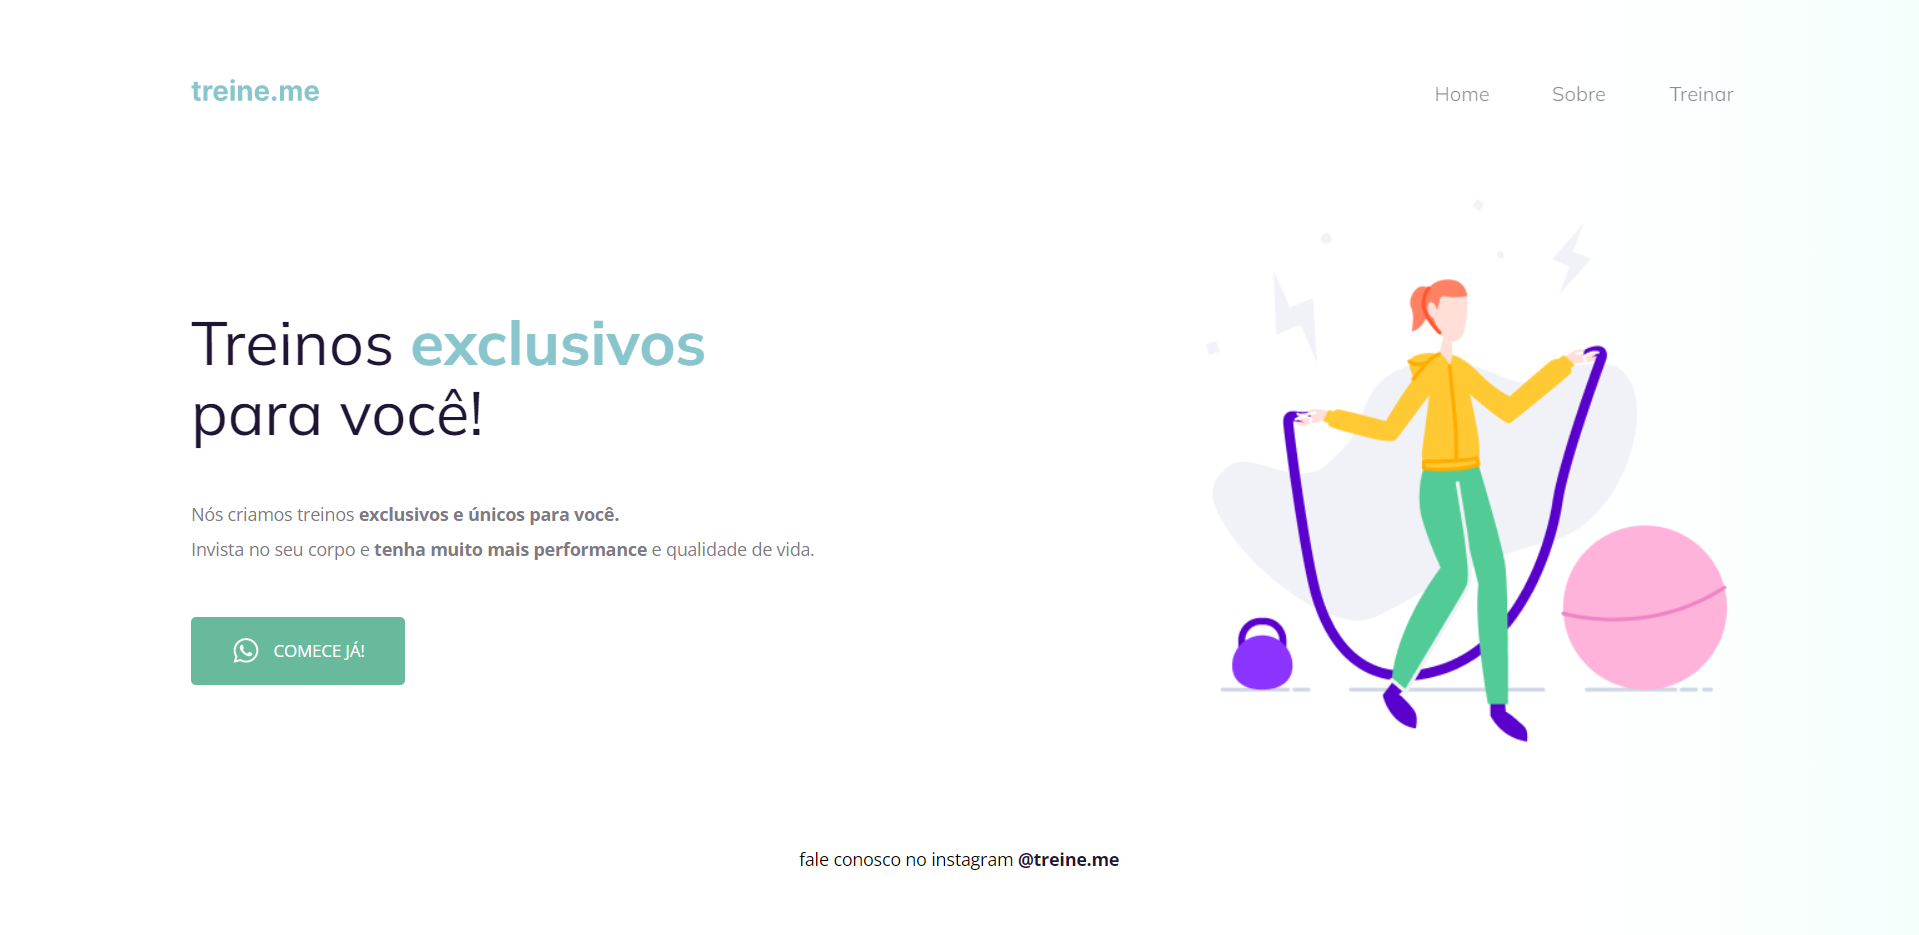 treine.me
Home
Sobre
Treinar
Treinos exclusivos
para você!
Nós criamos treinos exclusivos e únicos para você.
Invista no seu corpo e tenha muito mais performance e qualidade de vida.
COMECE JÁ!
fale conosco no instagram @treine.me